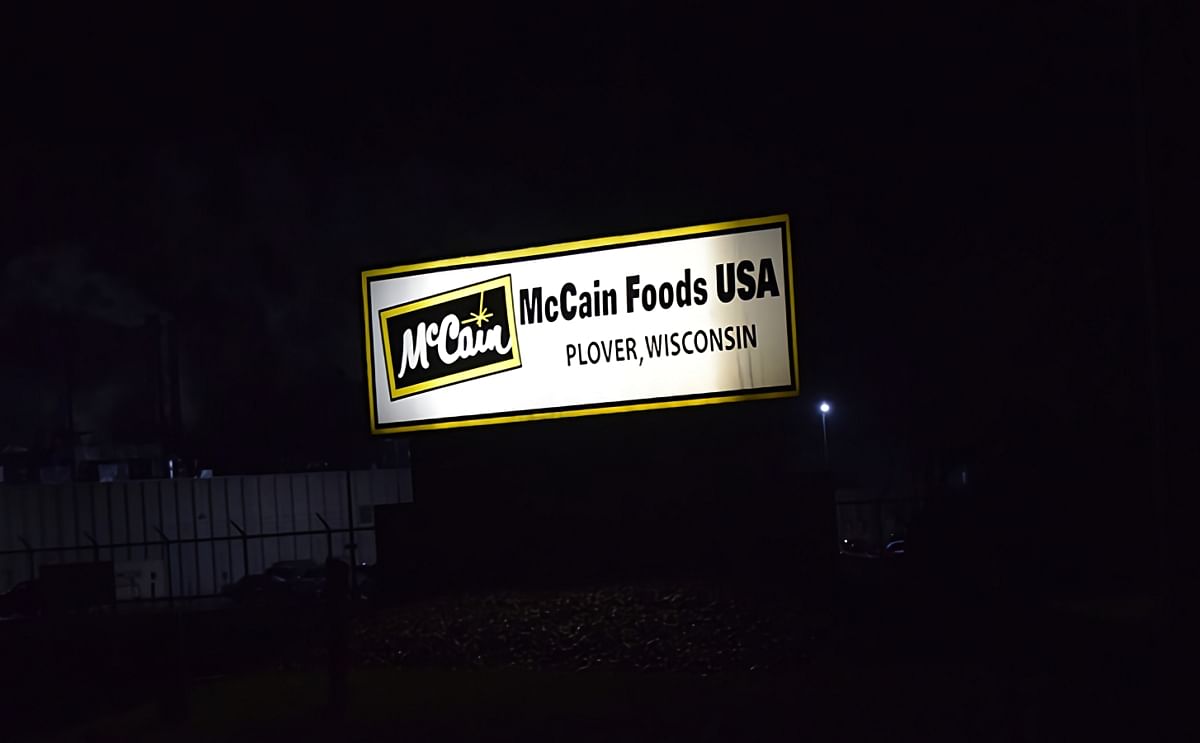 McCain
McCain Foods USA
PLOVER, WISCONSIN